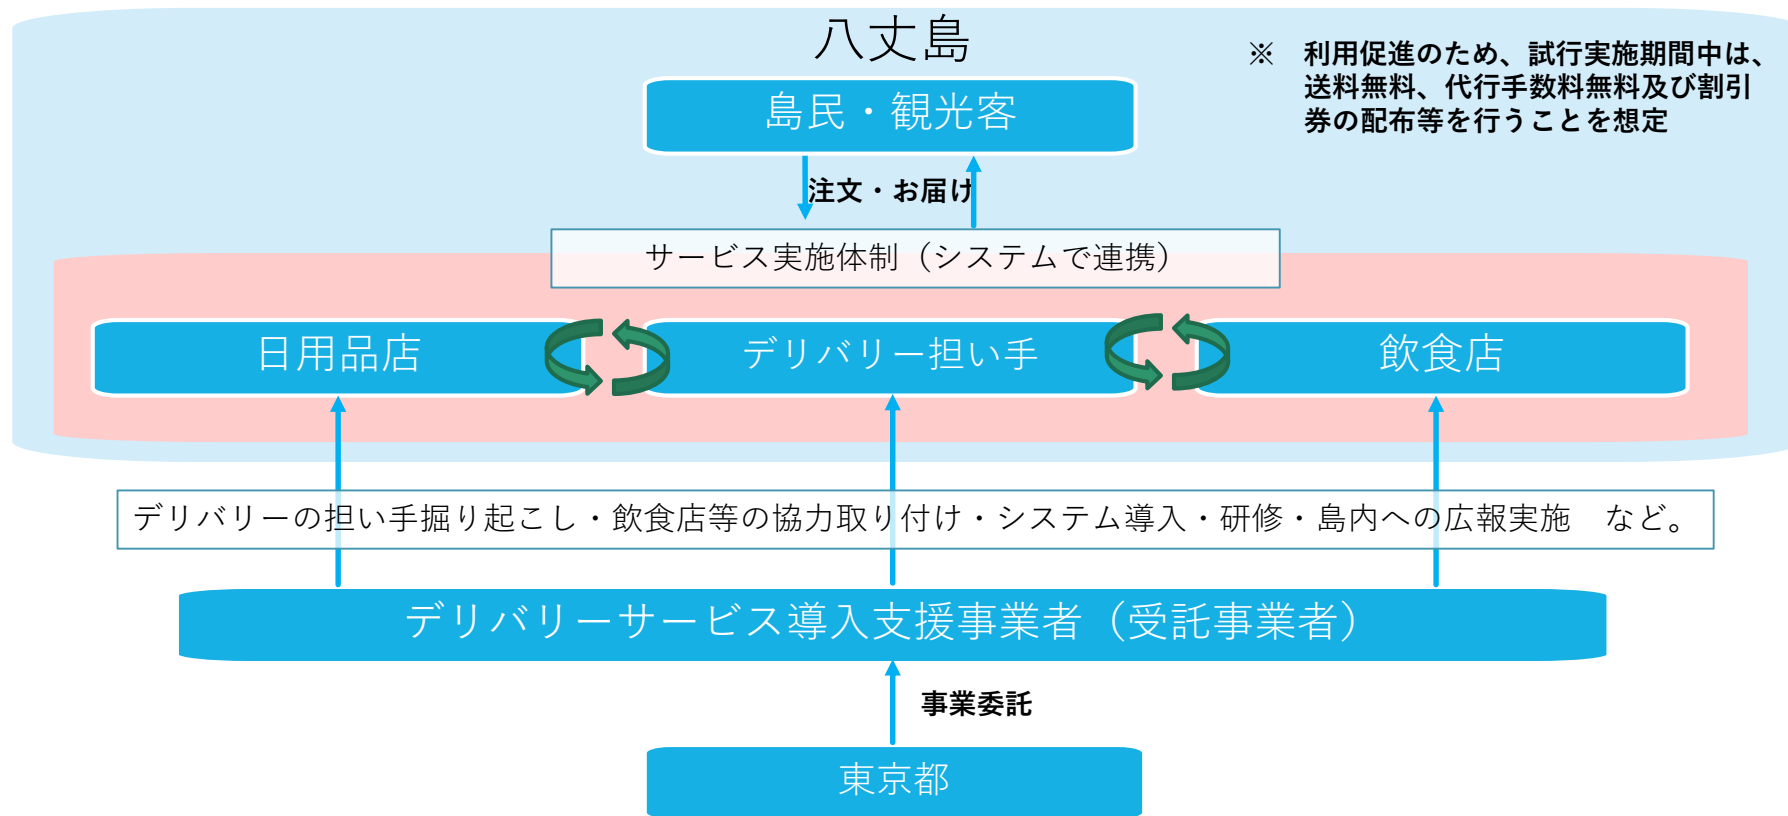 八丈島
※　利用促進のため、試行実施期間中は、
送料無料、代行手数料無料及び割引
券の配布等を行うことを想定
島民・観光客
注文・お届け
サービス実施体制（システムで連携）
日用品店
デリバリー担い手
飲食店
デリバリーの担い手掘り起こし・飲食店等の協力取り付け・システム導入・研修・島内への広報実施　など。
デリバリーサービス導入支援事業者（受託事業者）
事業委託
東京都